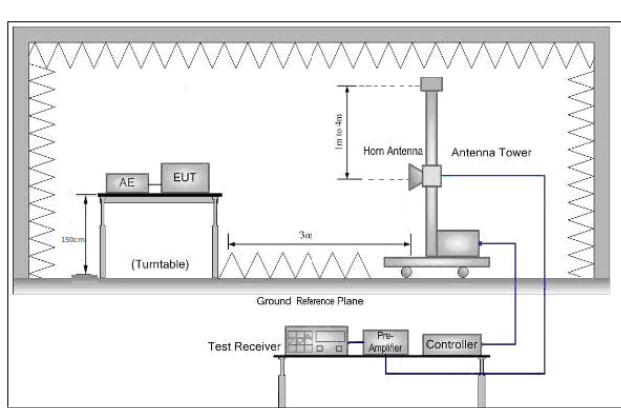 1m to 4m
Horn Antenna
Antenna Tower
AE
EUT
150cm
(Turntable)
3m
Ground Reference Plane
Test Receiver
Pre-
Amplifier
Controller